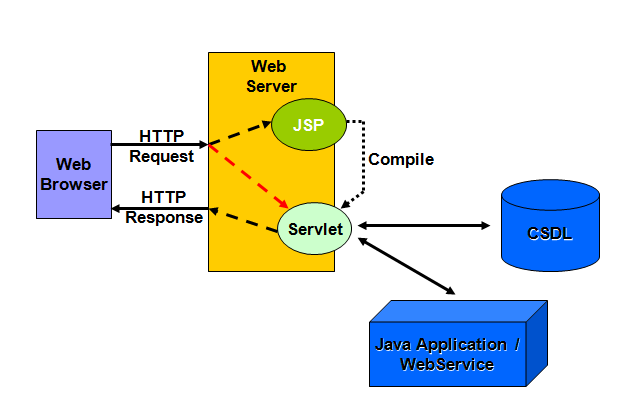 Web
Server
JSP
HTTP
Request
Compile
Web
Browser
HTTP
Response
Servlet
CSDL
Java Application /
WebService